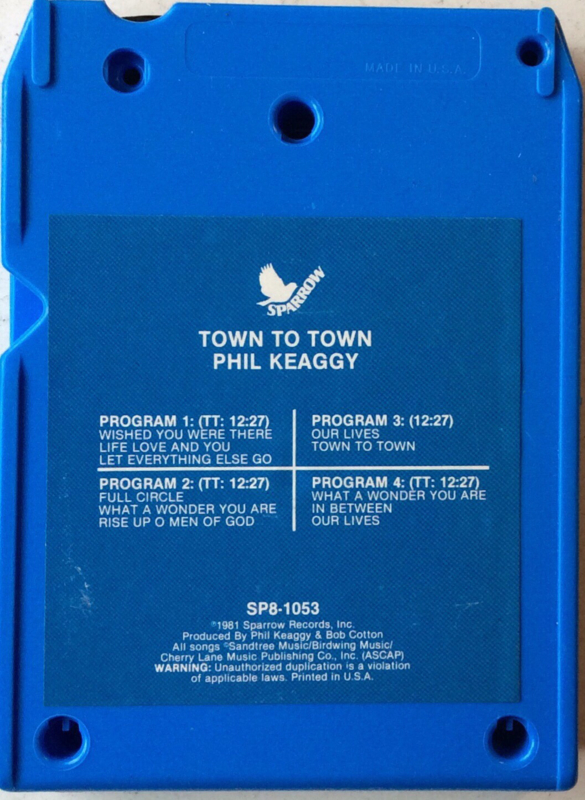 MADE IN U.S.A.
SPARROW
TOWN TO TOWN
PHIL KEAGGY
PROGRAM 1: (TT: 12:27)
WISHED YOU WERE THERE
LIFE LOVE AND YOU
LET EVERYTHING ELSE GO
PROGRAM 3: (12:27)
OUR LIVES
TOWN TO TOWN
PROGRAM 2: (TT: 12:27)
FULL CIRCLE
WHAT A WONDER YOU ARE
RISE UP O MEN OF GOD
PROGRAM 4: (TT: 12:27)
WHAT A WONDER YOU ARE
IN BETWEEN
OUR LIVES
SP8-1053
℗1981 Sparrow Records, Inc.
Produced By Phil Keaggy & Bob Cotton
All songs ©Sandtree Music/Birdwing Music/
Cherry Lane Music Publishing Co., Inc. (ASCAP)
WARNING: Unauthorized duplication is a violation
of applicable laws. Printed in U.S.A.